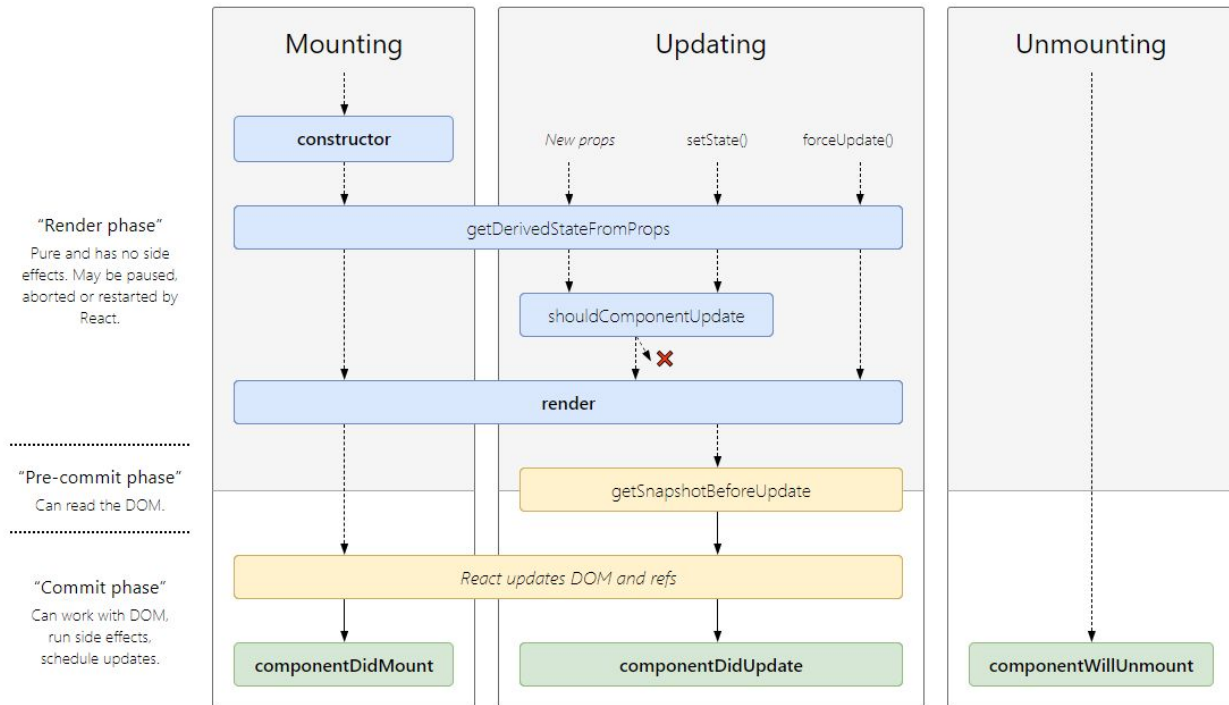 Mounting
Updating
Unmounting
constructor
New props
setState()
forceUpdate()
“Render phase”
Pure and has no side
effects. May be paused,
aborted or restarted by
React.
getDerivedStateFromProps
shouldComponentUpdate
render
“Pre-commit phase”
Can read the DOM.
getSnapshotBeforeUpdate
“Commit phase”
Can work with DOM,
run side effects,
schedule updates.
React updates DOM and refs
componentDidMount
componentDidUpdate
componentWillUnmount